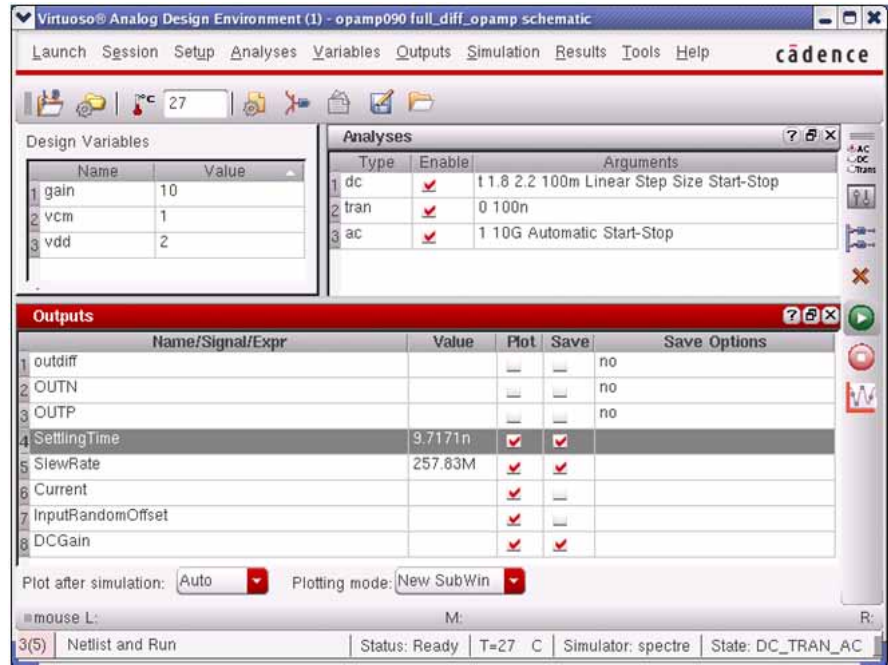 Virtuoso® Analog Design Environment (1) - opamp090 full_diff_opamp schematic
Launch Session Setup Analyses Variables Outputs Simulation Results Tools Help cādence
°C 27
Design Variables
Name Value
1 gain 10
2 vcm 1
3 vdd 2
Analyses
Type Enable Arguments
1 dc t 1.8 2.2 100m Linear Step Size Start-Stop
2 tran 0 100n
3 ac 1 10G Automatic Start-Stop
AC
DC
Trans
Outputs
Name/Signal/Expr Value Plot Save Save Options
1 outdiff no
2 OUTN no
3 OUTP no
4 SettlingTime 9.7171n
5 SlewRate 257.83M
6 Current
7 InputRandomOffset
8 DCGain
Plot after simulation: Auto Plotting mode: New SubWin
mouse L: M: R:
3(5) Netlist and Run Status: Ready T=27 C Simulator: spectre State: DC_TRAN_AC